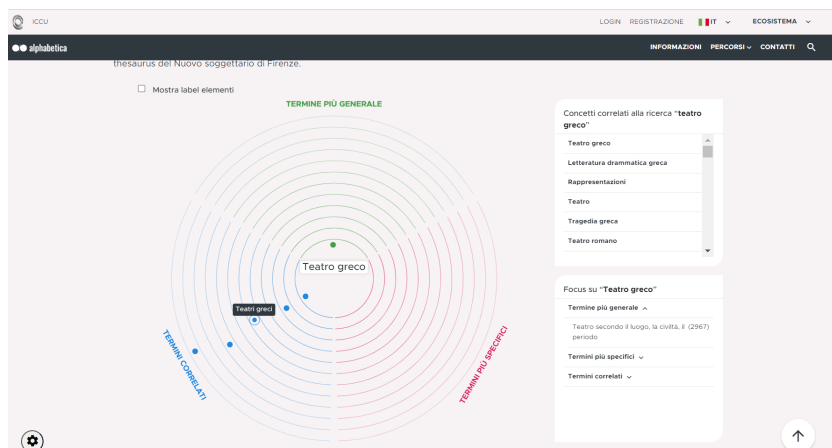 ICCU
LOGIN REGISTRAZIONE IT ECOSISTEMA
alphabetica
INFORMAZIONI PERCORSI CONTATTI
thesaurus del Nuovo soggettario di Firenze.
Mostra label elementi
TERMINE PIÙ GENERALE
Teatro greco
Teatri greci
TERMINI CORRELATI
TERMINI PIÙ SPECIFICI
Concetti correlati alla ricerca "teatro
greco"
Teatro greco
Letteratura drammatica greca
Rappresentazioni
Teatro
Tragedia greca
Teatro romano
Focus su "Teatro greco"
Termine più generale
Teatro secondo il luogo, la civiltà, il (2967)
periodo
Termini più specifici
Termini correlati